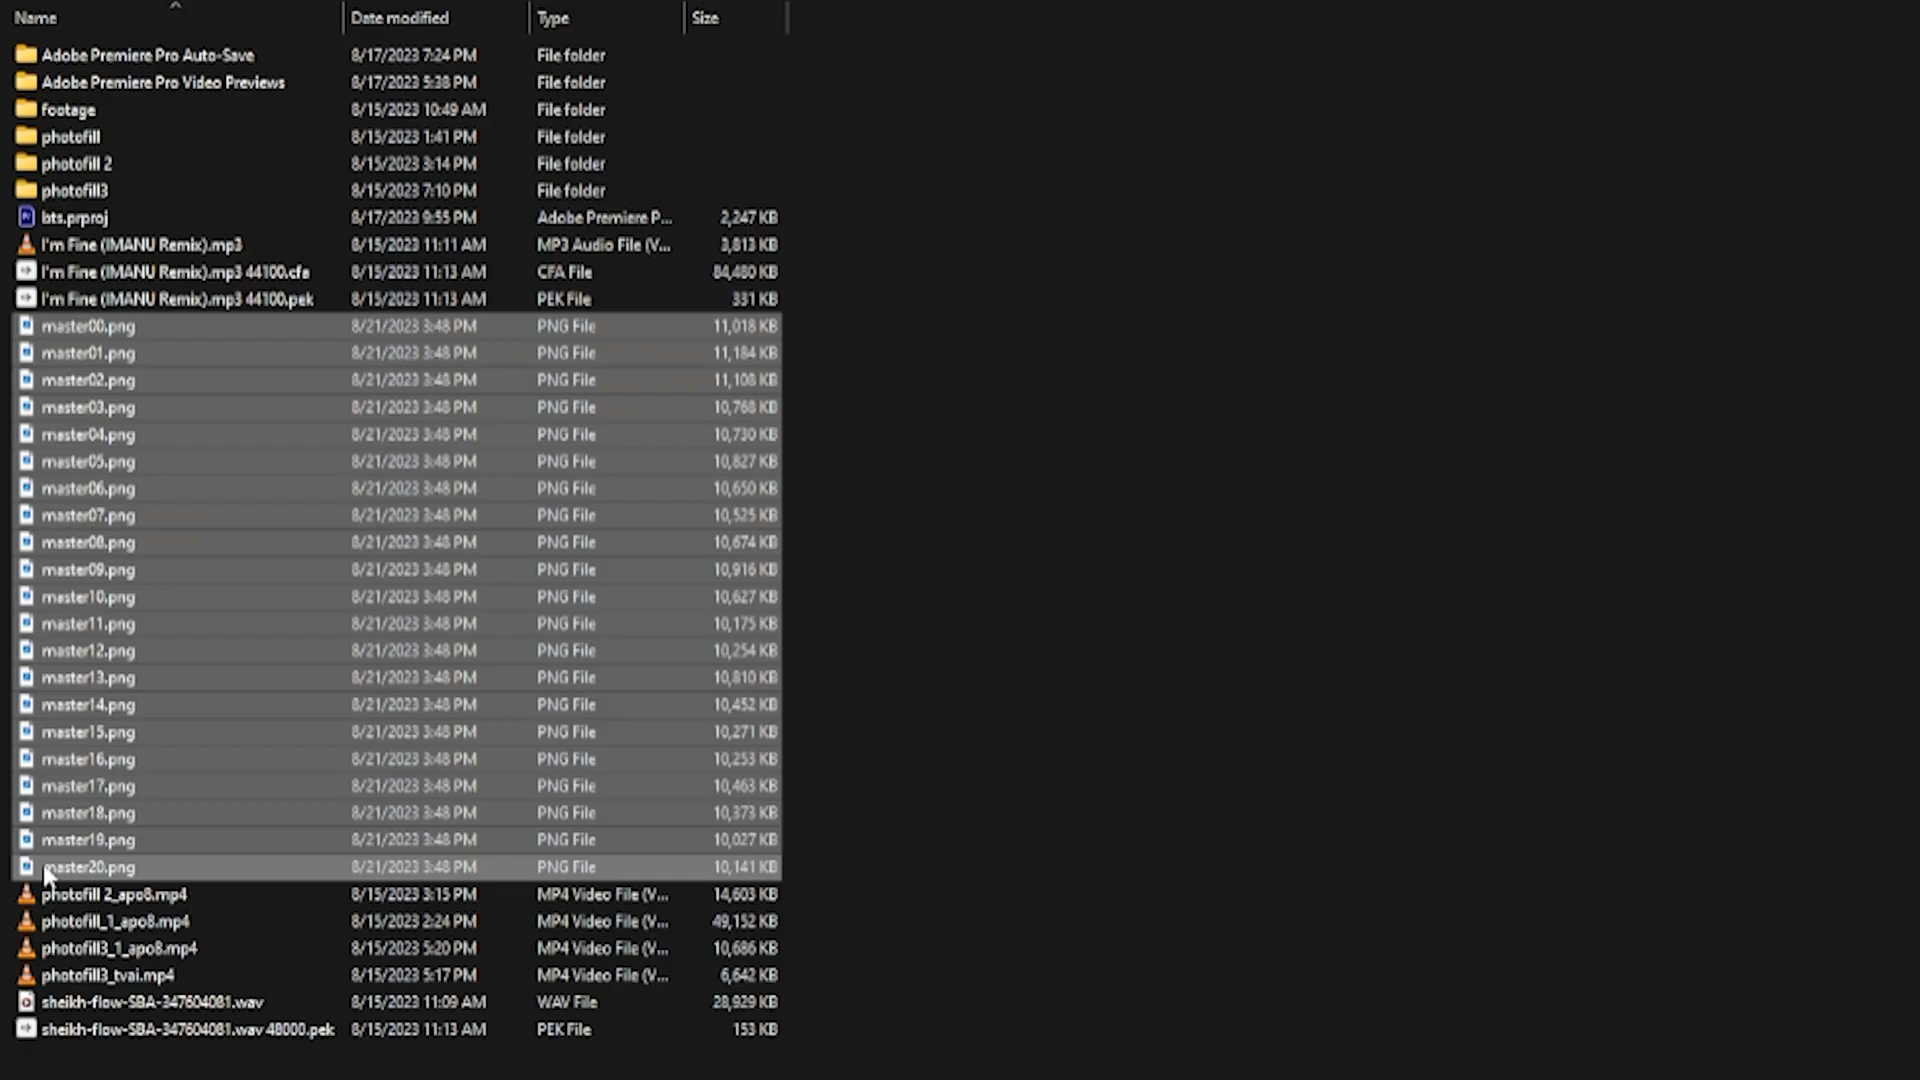 Name Date modified Type Size
Adobe Premiere Pro Auto-Save 8/17/2023 7:24 PM File folder
Adobe Premiere Pro Video Previews 8/17/2023 5:38 PM File folder
footage 8/15/2023 10:49 AM File folder
photofill 8/15/2023 1:41 PM File folder
photofill 2 8/15/2023 3:14 PM File folder
photofill3 8/15/2023 7:10 PM File folder
bts.prproj 8/17/2023 9:55 PM Adobe Premiere P... 2,247 KB
I'm Fine (IMANU Remix).mp3 8/15/2023 11:11 AM MP3 Audio File (V... 3,813 KB
I'm Fine (IMANU Remix).mp3 44100.cfa 8/15/2023 11:13 AM CFA File 84,480 KB
I'm Fine (IMANU Remix).mp3 44100.pek 8/15/2023 11:13 AM PEK File 331 KB
master00.png 8/21/2023 3:48 PM PNG File 11,018 KB
master01.png 8/21/2023 3:48 PM PNG File 11,184 KB
master02.png 8/21/2023 3:48 PM PNG File 11,108 KB
master03.png 8/21/2023 3:48 PM PNG File 10,768 KB
master04.png 8/21/2023 3:48 PM PNG File 10,730 KB
master05.png 8/21/2023 3:48 PM PNG File 10,827 KB
master06.png 8/21/2023 3:48 PM PNG File 10,650 KB
master07.png 8/21/2023 3:48 PM PNG File 10,525 KB
master08.png 8/21/2023 3:48 PM PNG File 10,674 KB
master09.png 8/21/2023 3:48 PM PNG File 10,916 KB
master10.png 8/21/2023 3:48 PM PNG File 10,627 KB
master11.png 8/21/2023 3:48 PM PNG File 10,175 KB
master12.png 8/21/2023 3:48 PM PNG File 10,254 KB
master13.png 8/21/2023 3:48 PM PNG File 10,810 KB
master14.png 8/21/2023 3:48 PM PNG File 10,452 KB
master15.png 8/21/2023 3:48 PM PNG File 10,271 KB
master16.png 8/21/2023 3:48 PM PNG File 10,253 KB
master17.png 8/21/2023 3:48 PM PNG File 10,463 KB
master18.png 8/21/2023 3:48 PM PNG File 10,373 KB
master19.png 8/21/2023 3:48 PM PNG File 10,027 KB
master20.png 8/21/2023 3:48 PM PNG File 10,141 KB
photofill 2_apo8.mp4 8/15/2023 3:15 PM MP4 Video File (V... 14,603 KB
photofill_1_apo8.mp4 8/15/2023 2:24 PM MP4 Video File (V... 49,152 KB
photofill3_1_apo8.mp4 8/15/2023 5:20 PM MP4 Video File (V... 10,686 KB
photofill3_tvai.mp4 8/15/2023 5:17 PM MP4 Video File (V... 6,642 KB
sheikh-flow-SBA-347604081.wav 8/15/2023 11:09 AM WAV File 28,929 KB
sheikh-flow-SBA-347604081.wav 48000.pek 8/15/2023 11:13 AM PEK File 153 KB